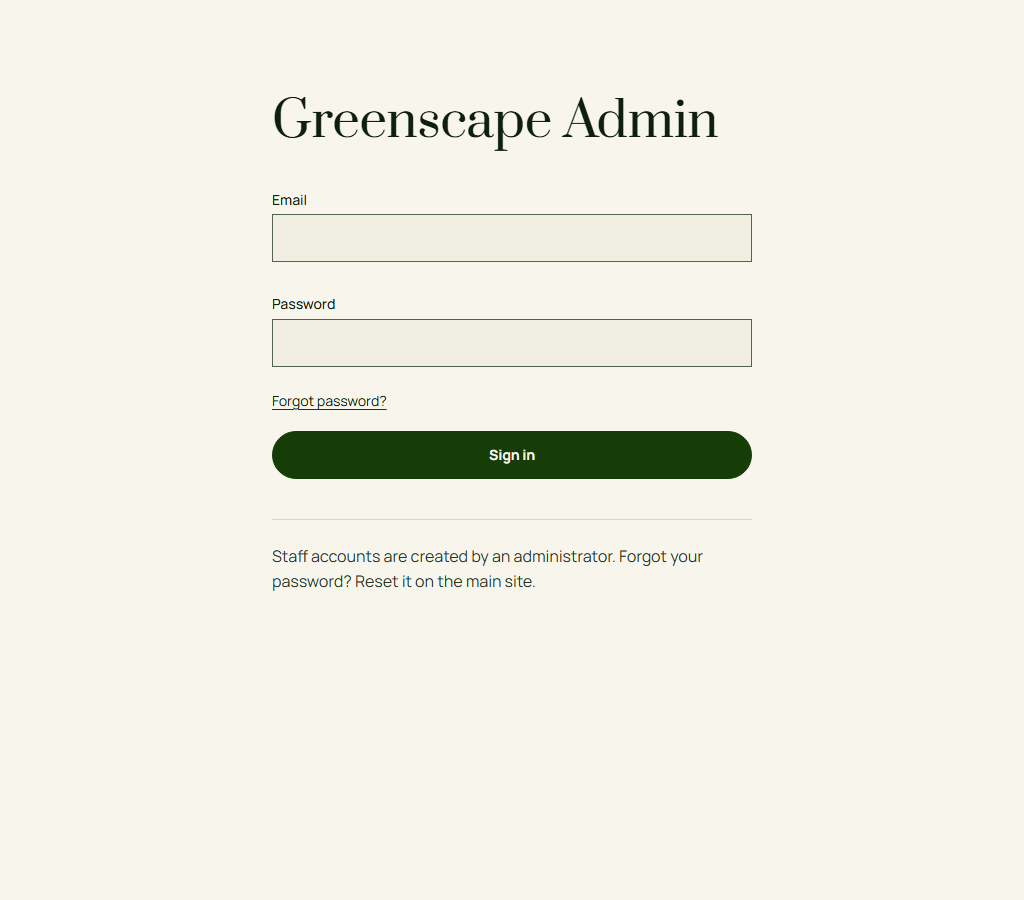 Greenscape Admin
Email
Password
Forgot password?
Sign in
Staff accounts are created by an administrator. Forgot your
password? Reset it on the main site.